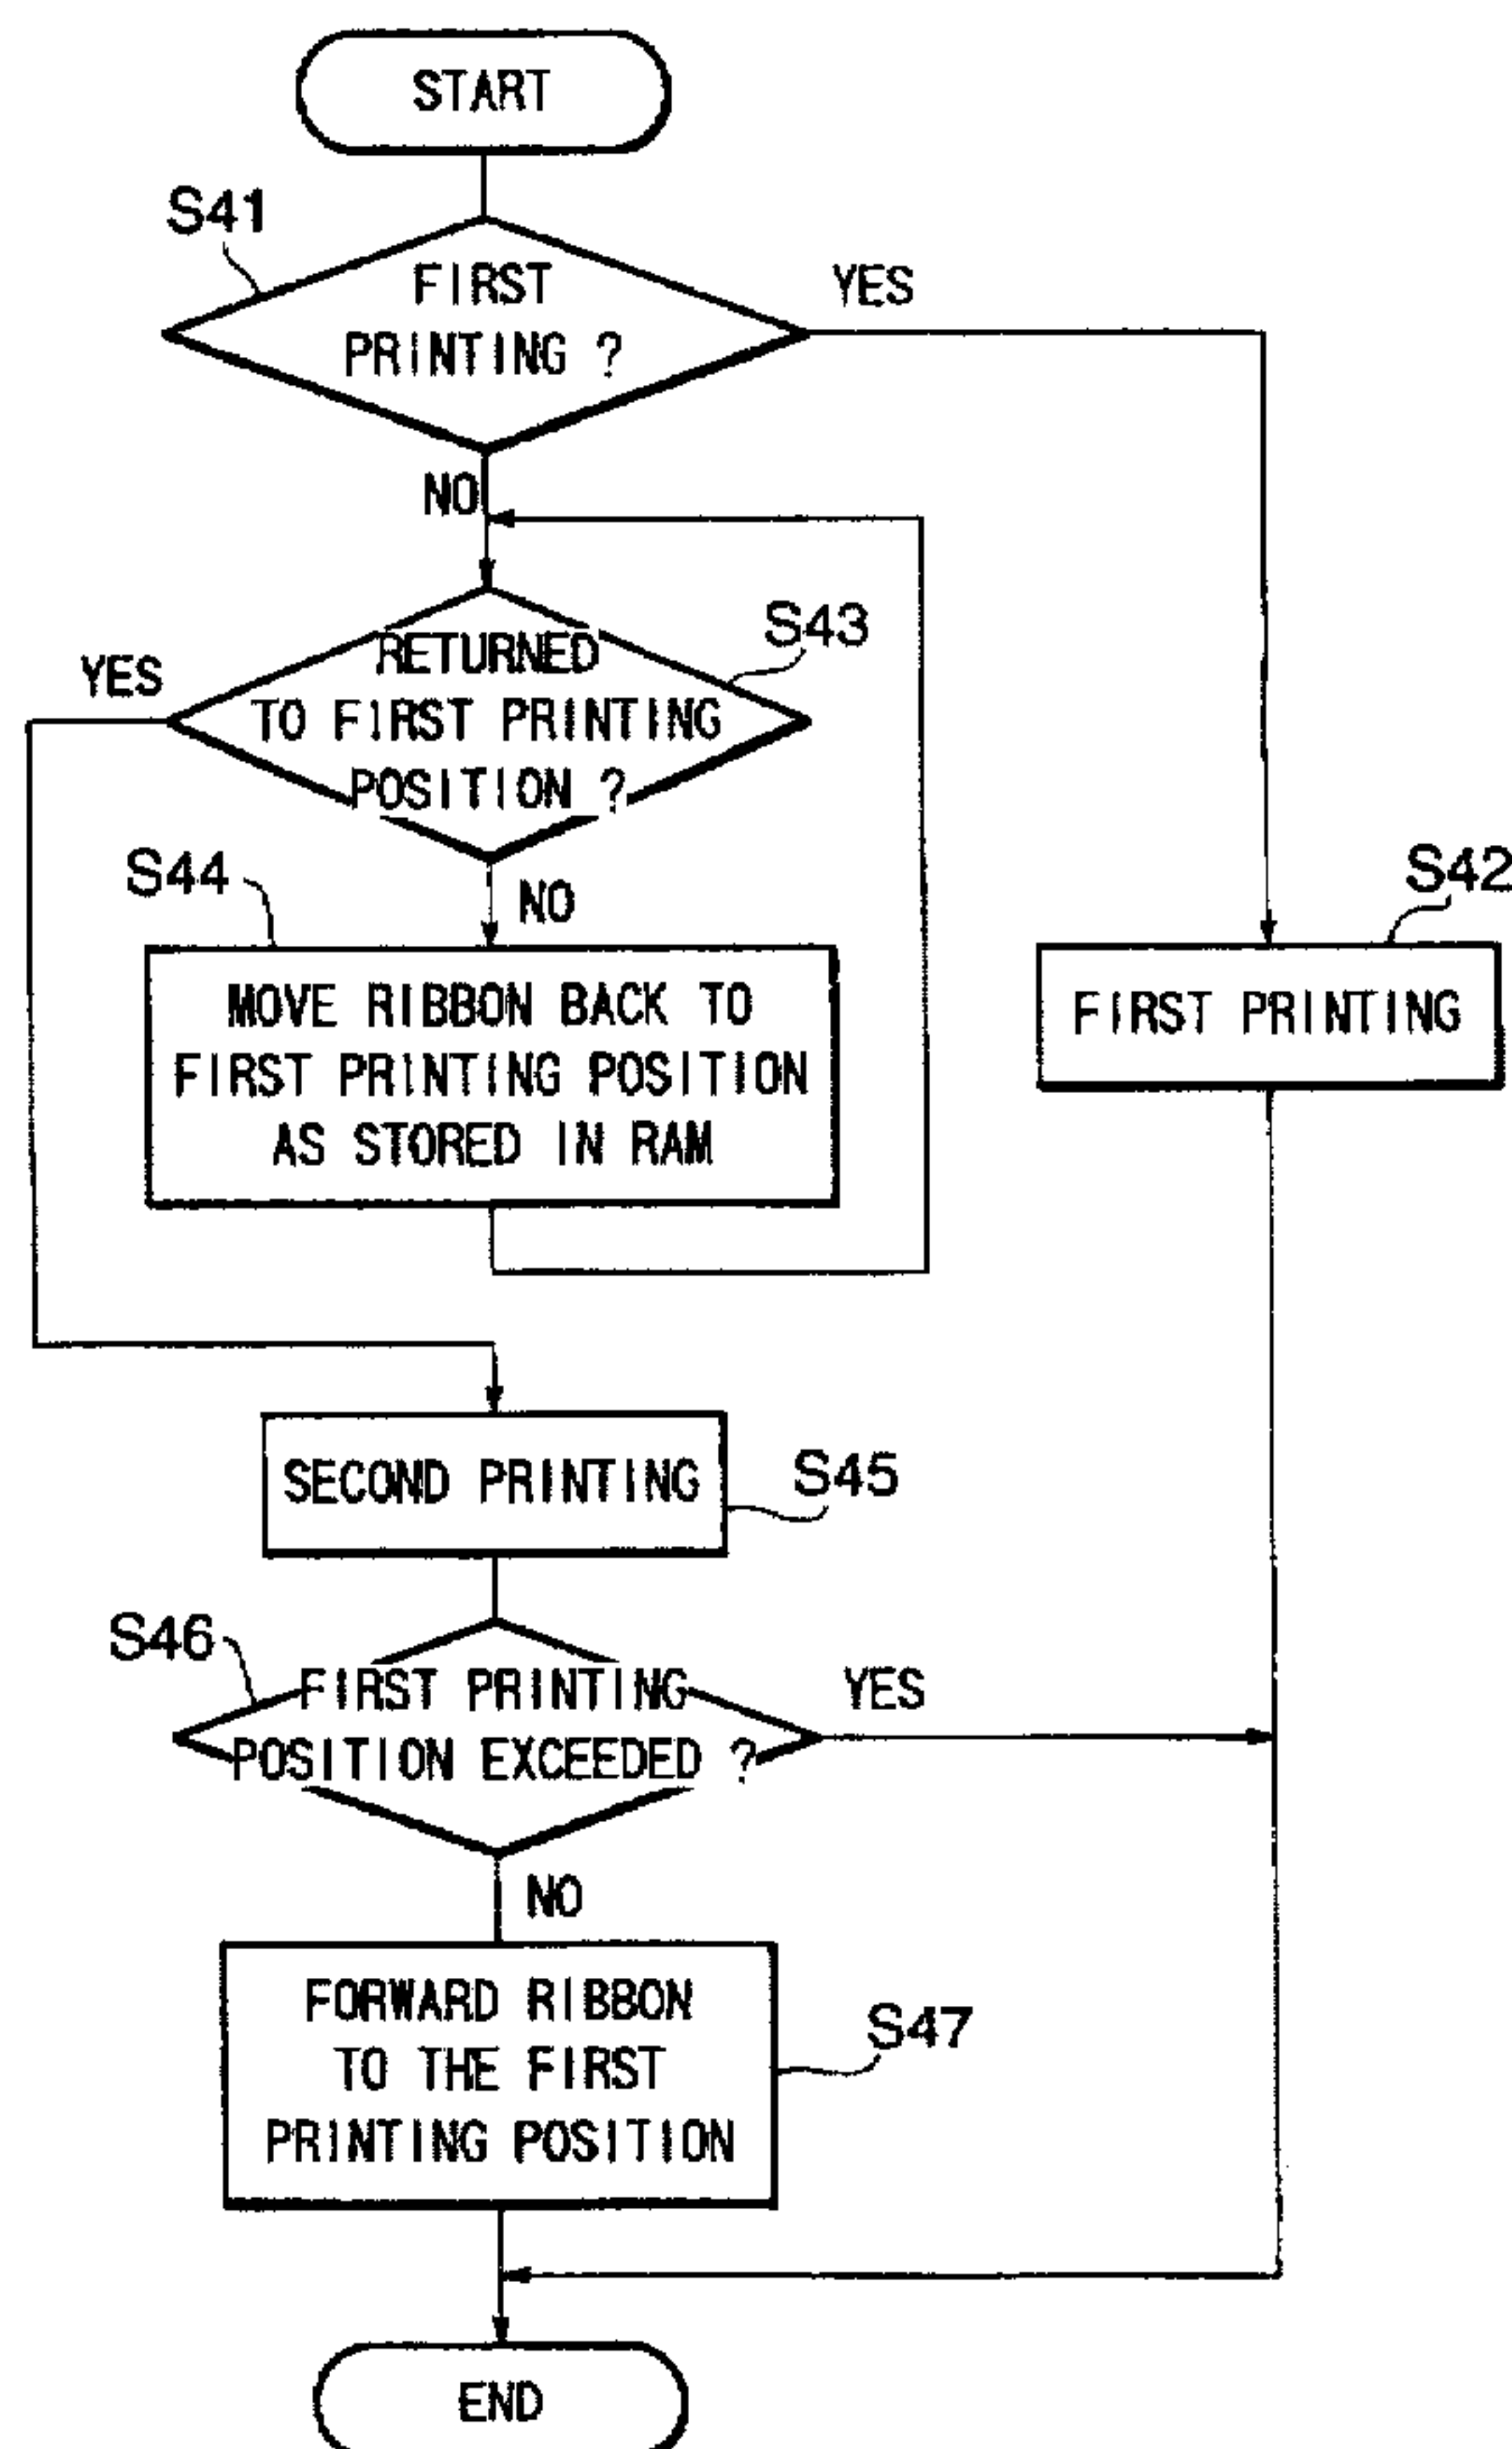 START
S41
FIRST
PRINTING ?
YES
NO
S43
RETURNED
TO FIRST PRINTING
POSITION ?
YES
NO
S44
MOVE RIBBON BACK TO
FIRST PRINTING POSITION
AS STORED IN RAM
S42
FIRST PRINTING
SECOND PRINTING
S45
S46
FIRST PRINTING
POSITION EXCEEDED ?
YES
NO
FORWARD RIBBON
TO THE FIRST
PRINTING POSITION
S47
END